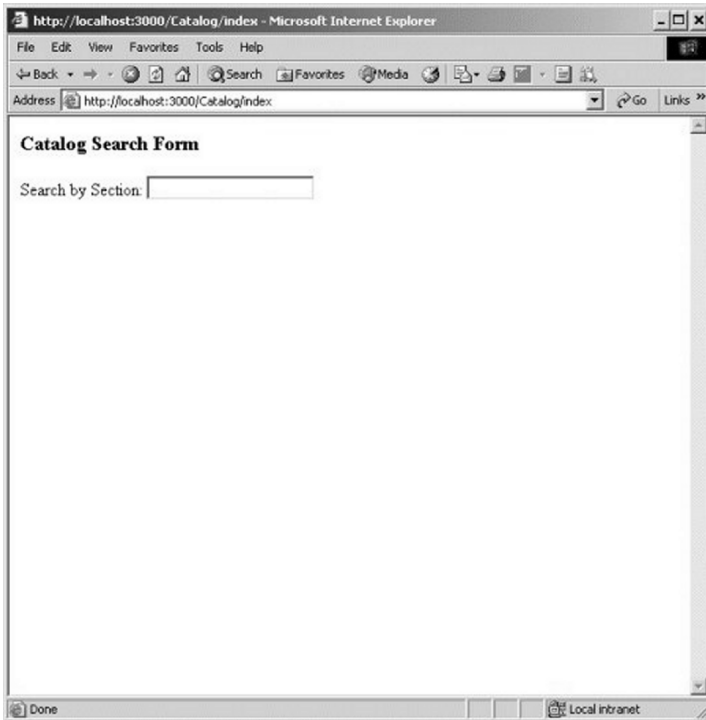 http://localhost:3000/Catalog/index - Microsoft Internet Explorer
File Edit View Favorites Tools Help
Back Search Favorites Media
Address http://localhost:3000/Catalog/index Go Links »
Catalog Search Form
Search by Section:
Done Local intranet